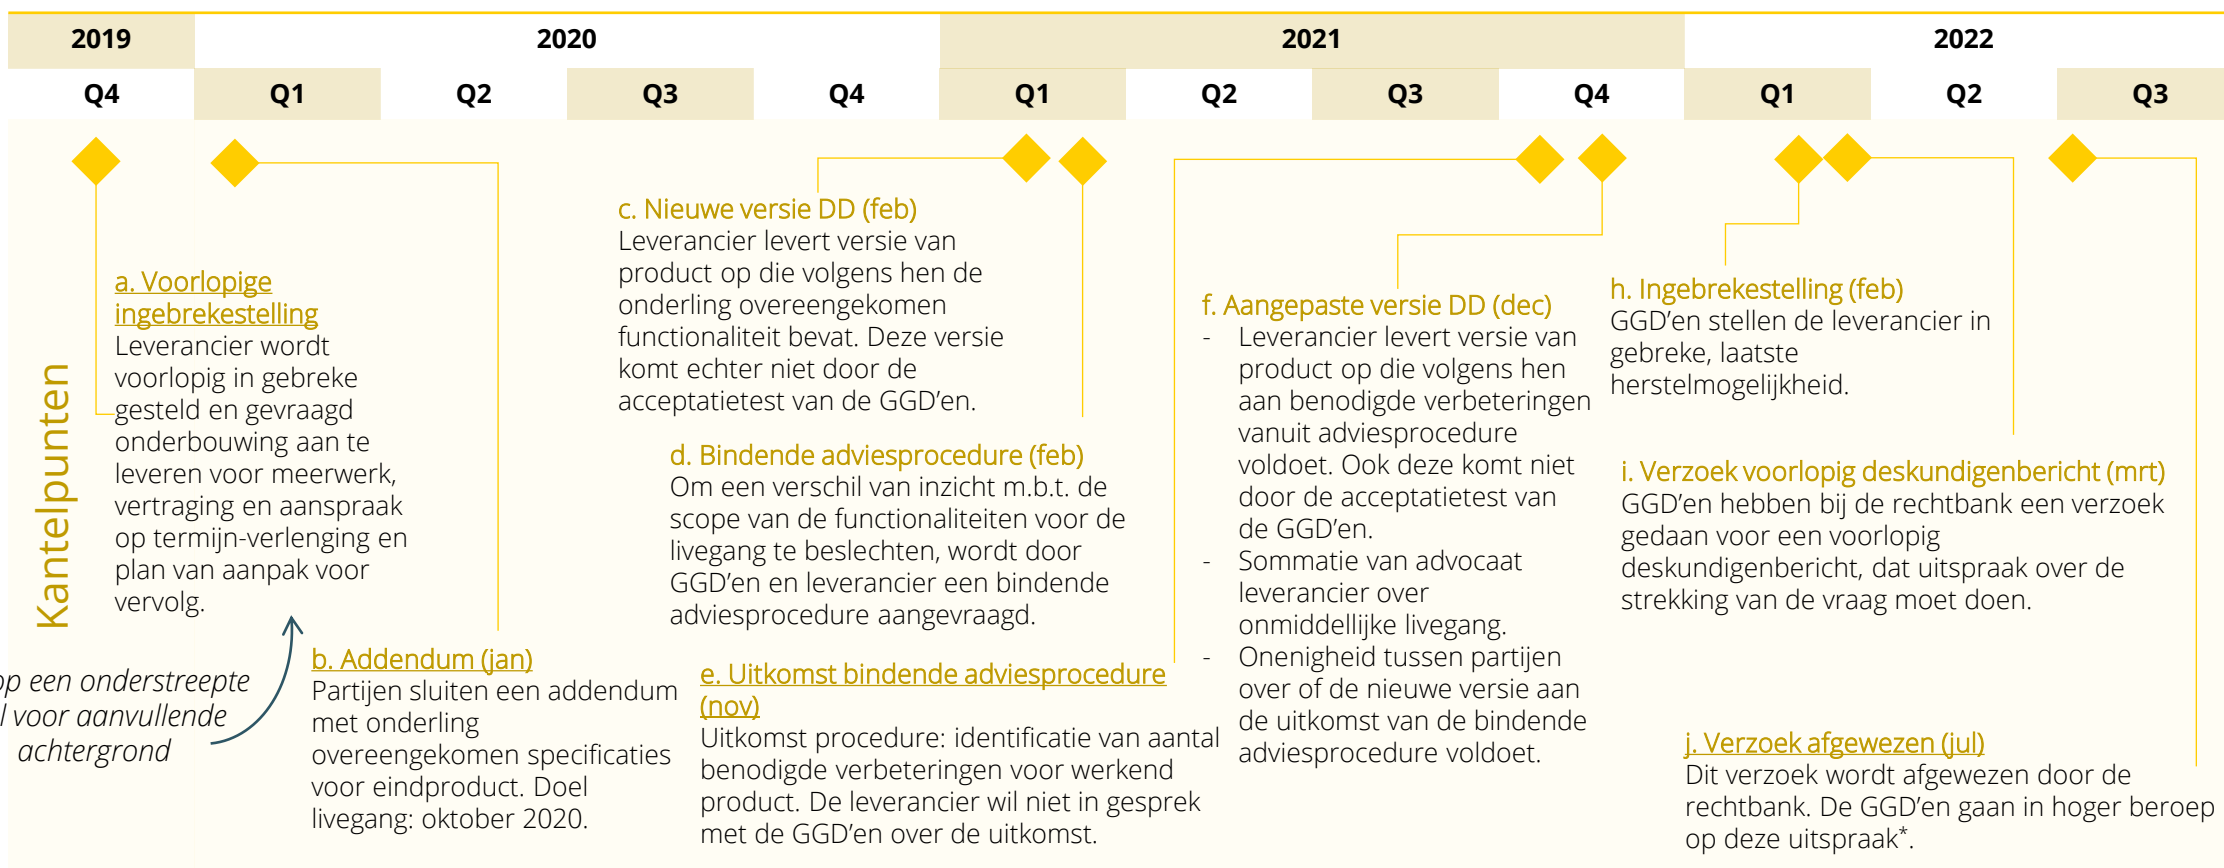 2019 2020 2021 2022
Q4 Q1 Q2 Q3 Q4 Q1 Q2 Q3 Q4 Q1 Q2 Q3
Kantelpunten
a. Voorlopige
ingebrekestelling
Leverancier wordt
voorlopig in gebreke
gesteld en gevraagd
onderbouwing aan te
leveren voor meerwerk,
vertraging en aanspraak
op termijn-verlenging en
plan van aanpak voor
vervolg.
op een onderstreepte
voor aanvullende
achtergrond
b. Addendum (jan)
Partijen sluiten een addendum
met onderling
overeengekomen specificaties
voor eindproduct. Doel
livegang: oktober 2020.
c. Nieuwe versie DD (feb)
Leverancier levert versie van
product op die volgens hen de
onderling overeengekomen
functionaliteit bevat. Deze versie
komt echter niet door de
acceptatietest van de GGD’en.
d. Bindende adviesprocedure (feb)
Om een verschil van inzicht m.b.t. de
scope van de functionaliteiten voor de
livegang te beslechten, wordt door
GGD’en en leverancier een bindende
adviesprocedure aangevraagd.
e. Uitkomst bindende adviesprocedure
(nov)
Uitkomst procedure: identificatie van aantal
benodigde verbeteringen voor werkend
product. De leverancier wil niet in gesprek
met de GGD’en over de uitkomst.
f. Aangepaste versie DD (dec)
- Leverancier levert versie van
product op die volgens hen
aan benodigde verbeteringen
vanuit adviesprocedure
voldoet. Ook deze komt niet
door de acceptatietest van
de GGD’en.
- Sommatie van advocaat
leverancier over
onmiddellijke livegang.
- Onenigheid tussen partijen
over of de nieuwe versie aan
de uitkomst van de bindende
adviesprocedure voldoet.
h. Ingebrekestelling (feb)
GGD’en stellen de leverancier in
gebreke, laatste
herstelmogelijkheid.
i. Verzoek voorlopig deskundigenbericht (mrt)
GGD’en hebben bij de rechtbank een verzoek
gedaan voor een voorlopig
deskundigenbericht, dat uitspraak over de
strekking van de vraag moet doen.
j. Verzoek afgewezen (jul)
Dit verzoek wordt afgewezen door de
rechtbank. De GGD’en gaan in hoger beroep
op deze uitspraak*.